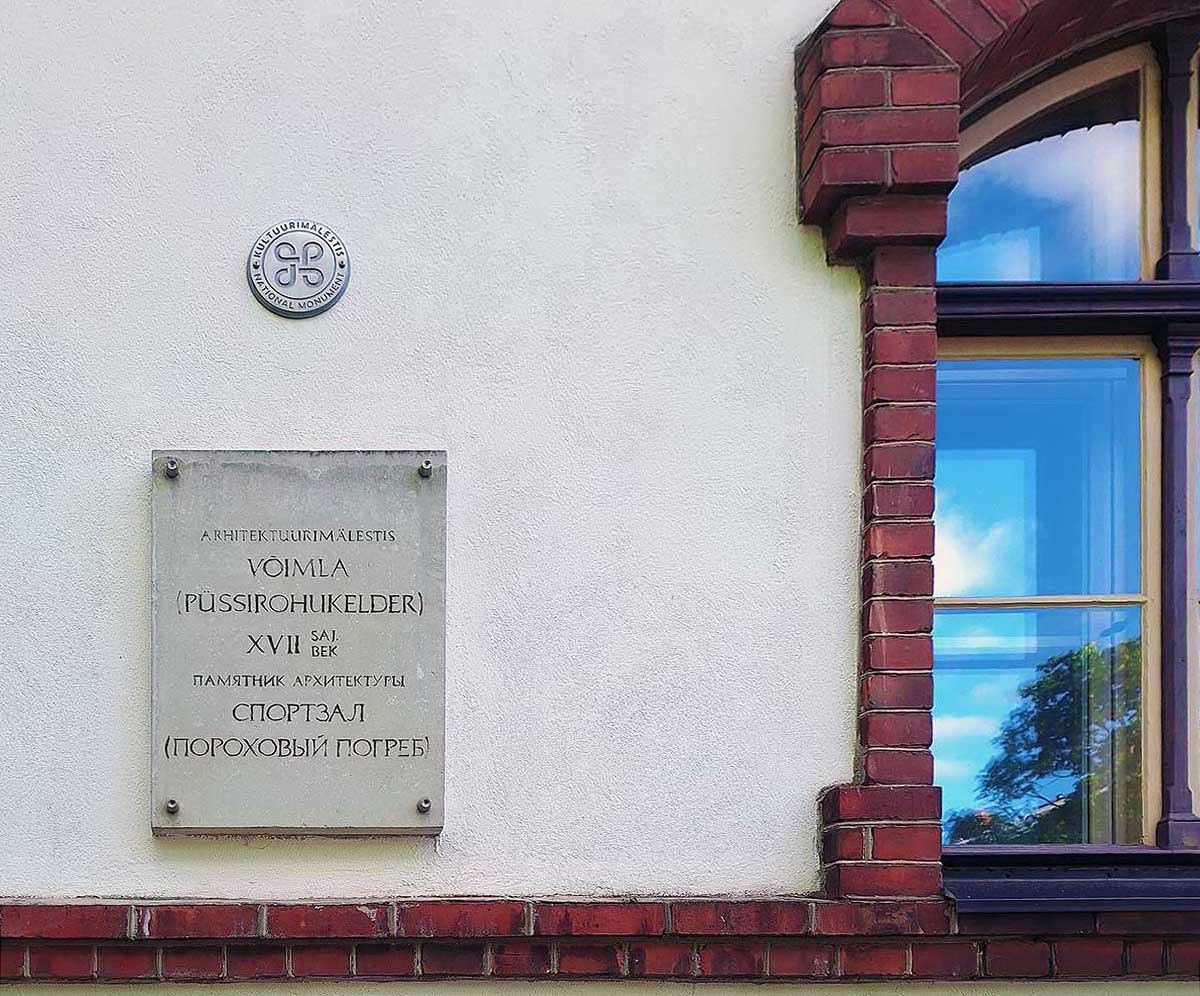 KULTUURIMÄLESTIS
NATIONAL MONUMENT
ARHITEKTUURIMÄLESTIS
VÕIMLA
(PÜSSIROHUKELDER)
XVII SAJ.
ВЕК
ПАМЯТНИК АРХИТЕКТУРЫ
СПОРТЗАЛ
(ПОРОХОВЫЙ ПОГРЕБ)